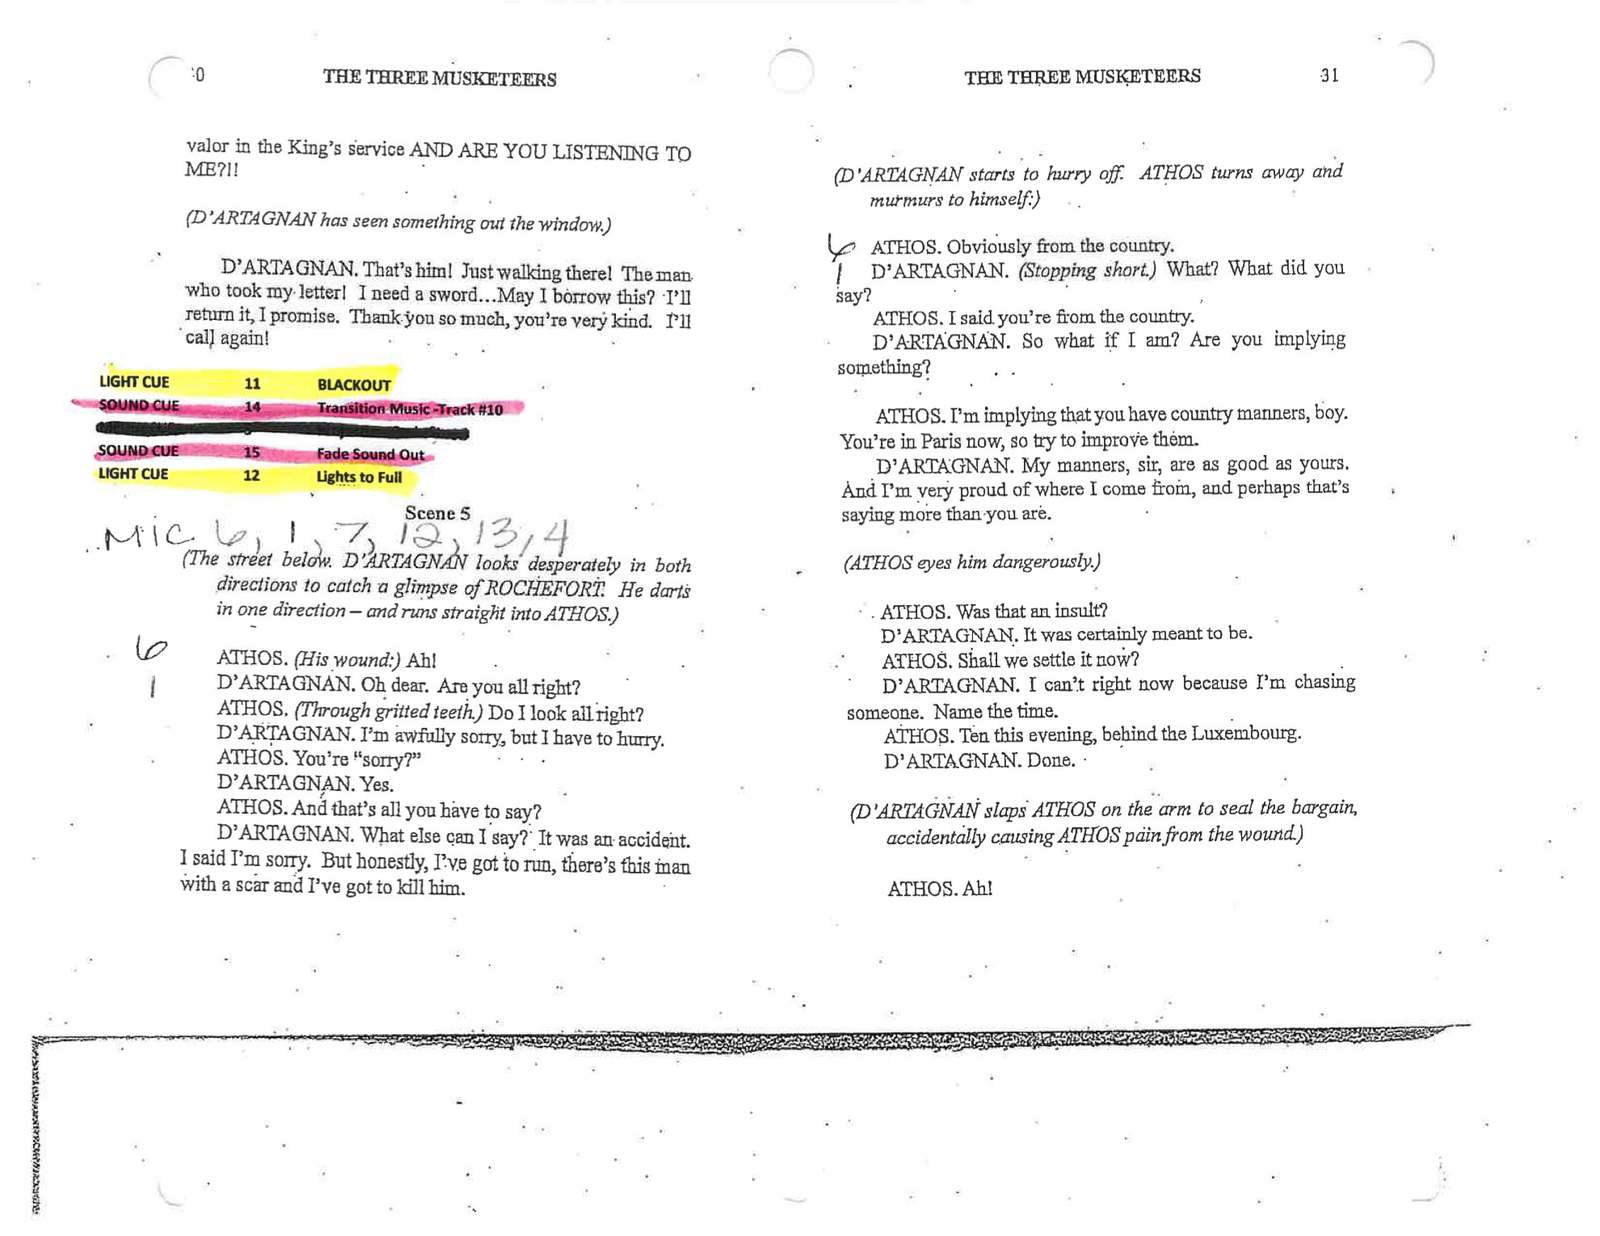 0
THE THREE MUSKETEERS
valor in the King's service AND ARE YOU LISTENING TO
ME?!!
(D'ARTAGNAN has seen something out the window.)
D'ARTAGNAN. That's him! Just walking there! The man
who took my letter! I need a sword...May I borrow this? I'll
return it, I promise. Thank you so much, you're very kind. I'll
call again!
LIGHT CUE 11 BLACKOUT
SOUND CUE 14 Transition Music -Track #10
SOUND CUE 15 Fade Sound Out
LIGHT CUE 12 Lights to Full
Scene 5
MIC 6, 1, 7, 12, 13, 4
(The street below. D'ARTAGNAN looks desperately in both
directions to catch a glimpse of ROCHEFORT. He darts
in one direction – and runs straight into ATHOS.)
6 ATHOS. (His wound:) Ah!
1 D'ARTAGNAN. Oh dear. Are you all right?
ATHOS. (Through gritted teeth.) Do I look all right?
D'ARTAGNAN. I'm awfully sorry, but I have to hurry.
ATHOS. You're "sorry?"
D'ARTAGNAN. Yes.
ATHOS. And that's all you have to say?
D'ARTAGNAN. What else can I say? It was an accident.
I said I'm sorry. But honestly, I've got to run, there's this man
with a scar and I've got to kill him.
THE THREE MUSKETEERS
31
(D'ARTAGNAN starts to hurry off. ATHOS turns away and
murmurs to himself:)
6 ATHOS. Obviously from the country.
1 D'ARTAGNAN. (Stopping short.) What? What did you
say?
ATHOS. I said you're from the country.
D'ARTAGNAN. So what if I am? Are you implying
something?
ATHOS. I'm implying that you have country manners, boy.
You're in Paris now, so try to improve them.
D'ARTAGNAN. My manners, sir, are as good as yours.
And I'm very proud of where I come from, and perhaps that's
saying more than you are.
(ATHOS eyes him dangerously.)
ATHOS. Was that an insult?
D'ARTAGNAN. It was certainly meant to be.
ATHOS. Shall we settle it now?
D'ARTAGNAN. I can't right now because I'm chasing
someone. Name the time.
ATHOS. Ten this evening, behind the Luxembourg.
D'ARTAGNAN. Done.
(D'ARTAGNAN slaps ATHOS on the arm to seal the bargain,
accidentally causing ATHOS pain from the wound.)
ATHOS. Ah!